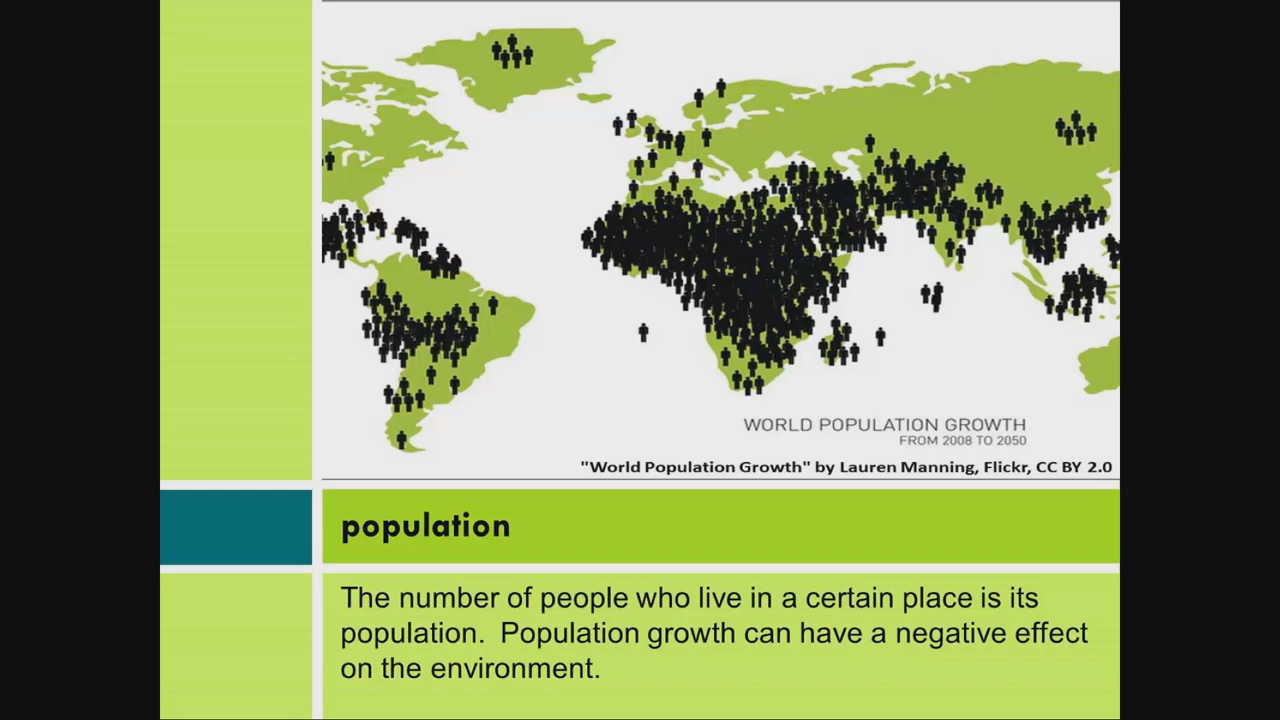 WORLD POPULATION GROWTH
FROM 2008 TO 2050
"World Population Growth" by Lauren Manning, Flickr, CC BY 2.0
population
The number of people who live in a certain place is its
population.  Population growth can have a negative effect
on the environment.